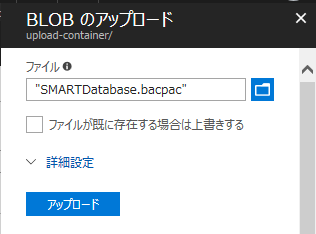 BLOB のアップロード
upload-container/
ファイル
"SMARTDatabase.bacpac"
ファイルが既に存在する場合は上書きする
詳細設定
アップロード